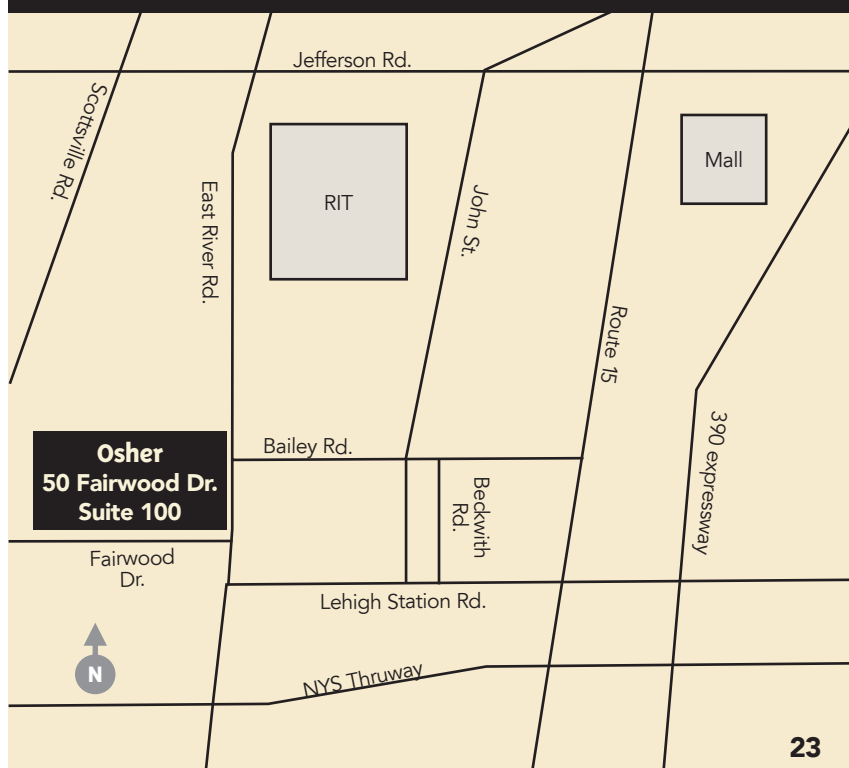 Jefferson Rd.
Scottsville Rd.
East River Rd.
RIT
John St.
Mall
Route 15
390 expressway
Osher
50 Fairwood Dr.
Suite 100
Bailey Rd.
Beckwith
Rd.
Fairwood
Dr.
Lehigh Station Rd.
N
NYS Thruway
23